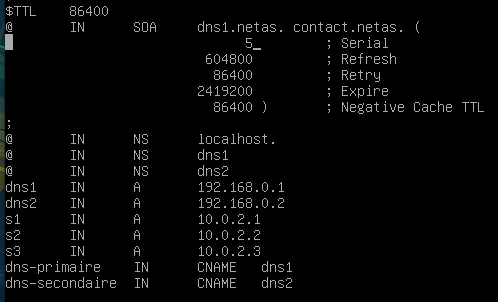 $TTL    86400
@       IN      SOA     dns1.netas. contact.netas. (
                              5_         ; Serial
                         604800         ; Refresh
                          86400         ; Retry
                        2419200         ; Expire
                          86400 )       ; Negative Cache TTL
;
@       IN      NS      localhost.
@       IN      NS      dns1
@       IN      NS      dns2
dns1    IN      A       192.168.0.1
dns2    IN      A       192.168.0.2
s1      IN      A       10.0.2.1
s2      IN      A       10.0.2.2
s3      IN      A       10.0.2.3
dns-primaire    IN      CNAME   dns1
dns-secondaire  IN      CNAME   dns2